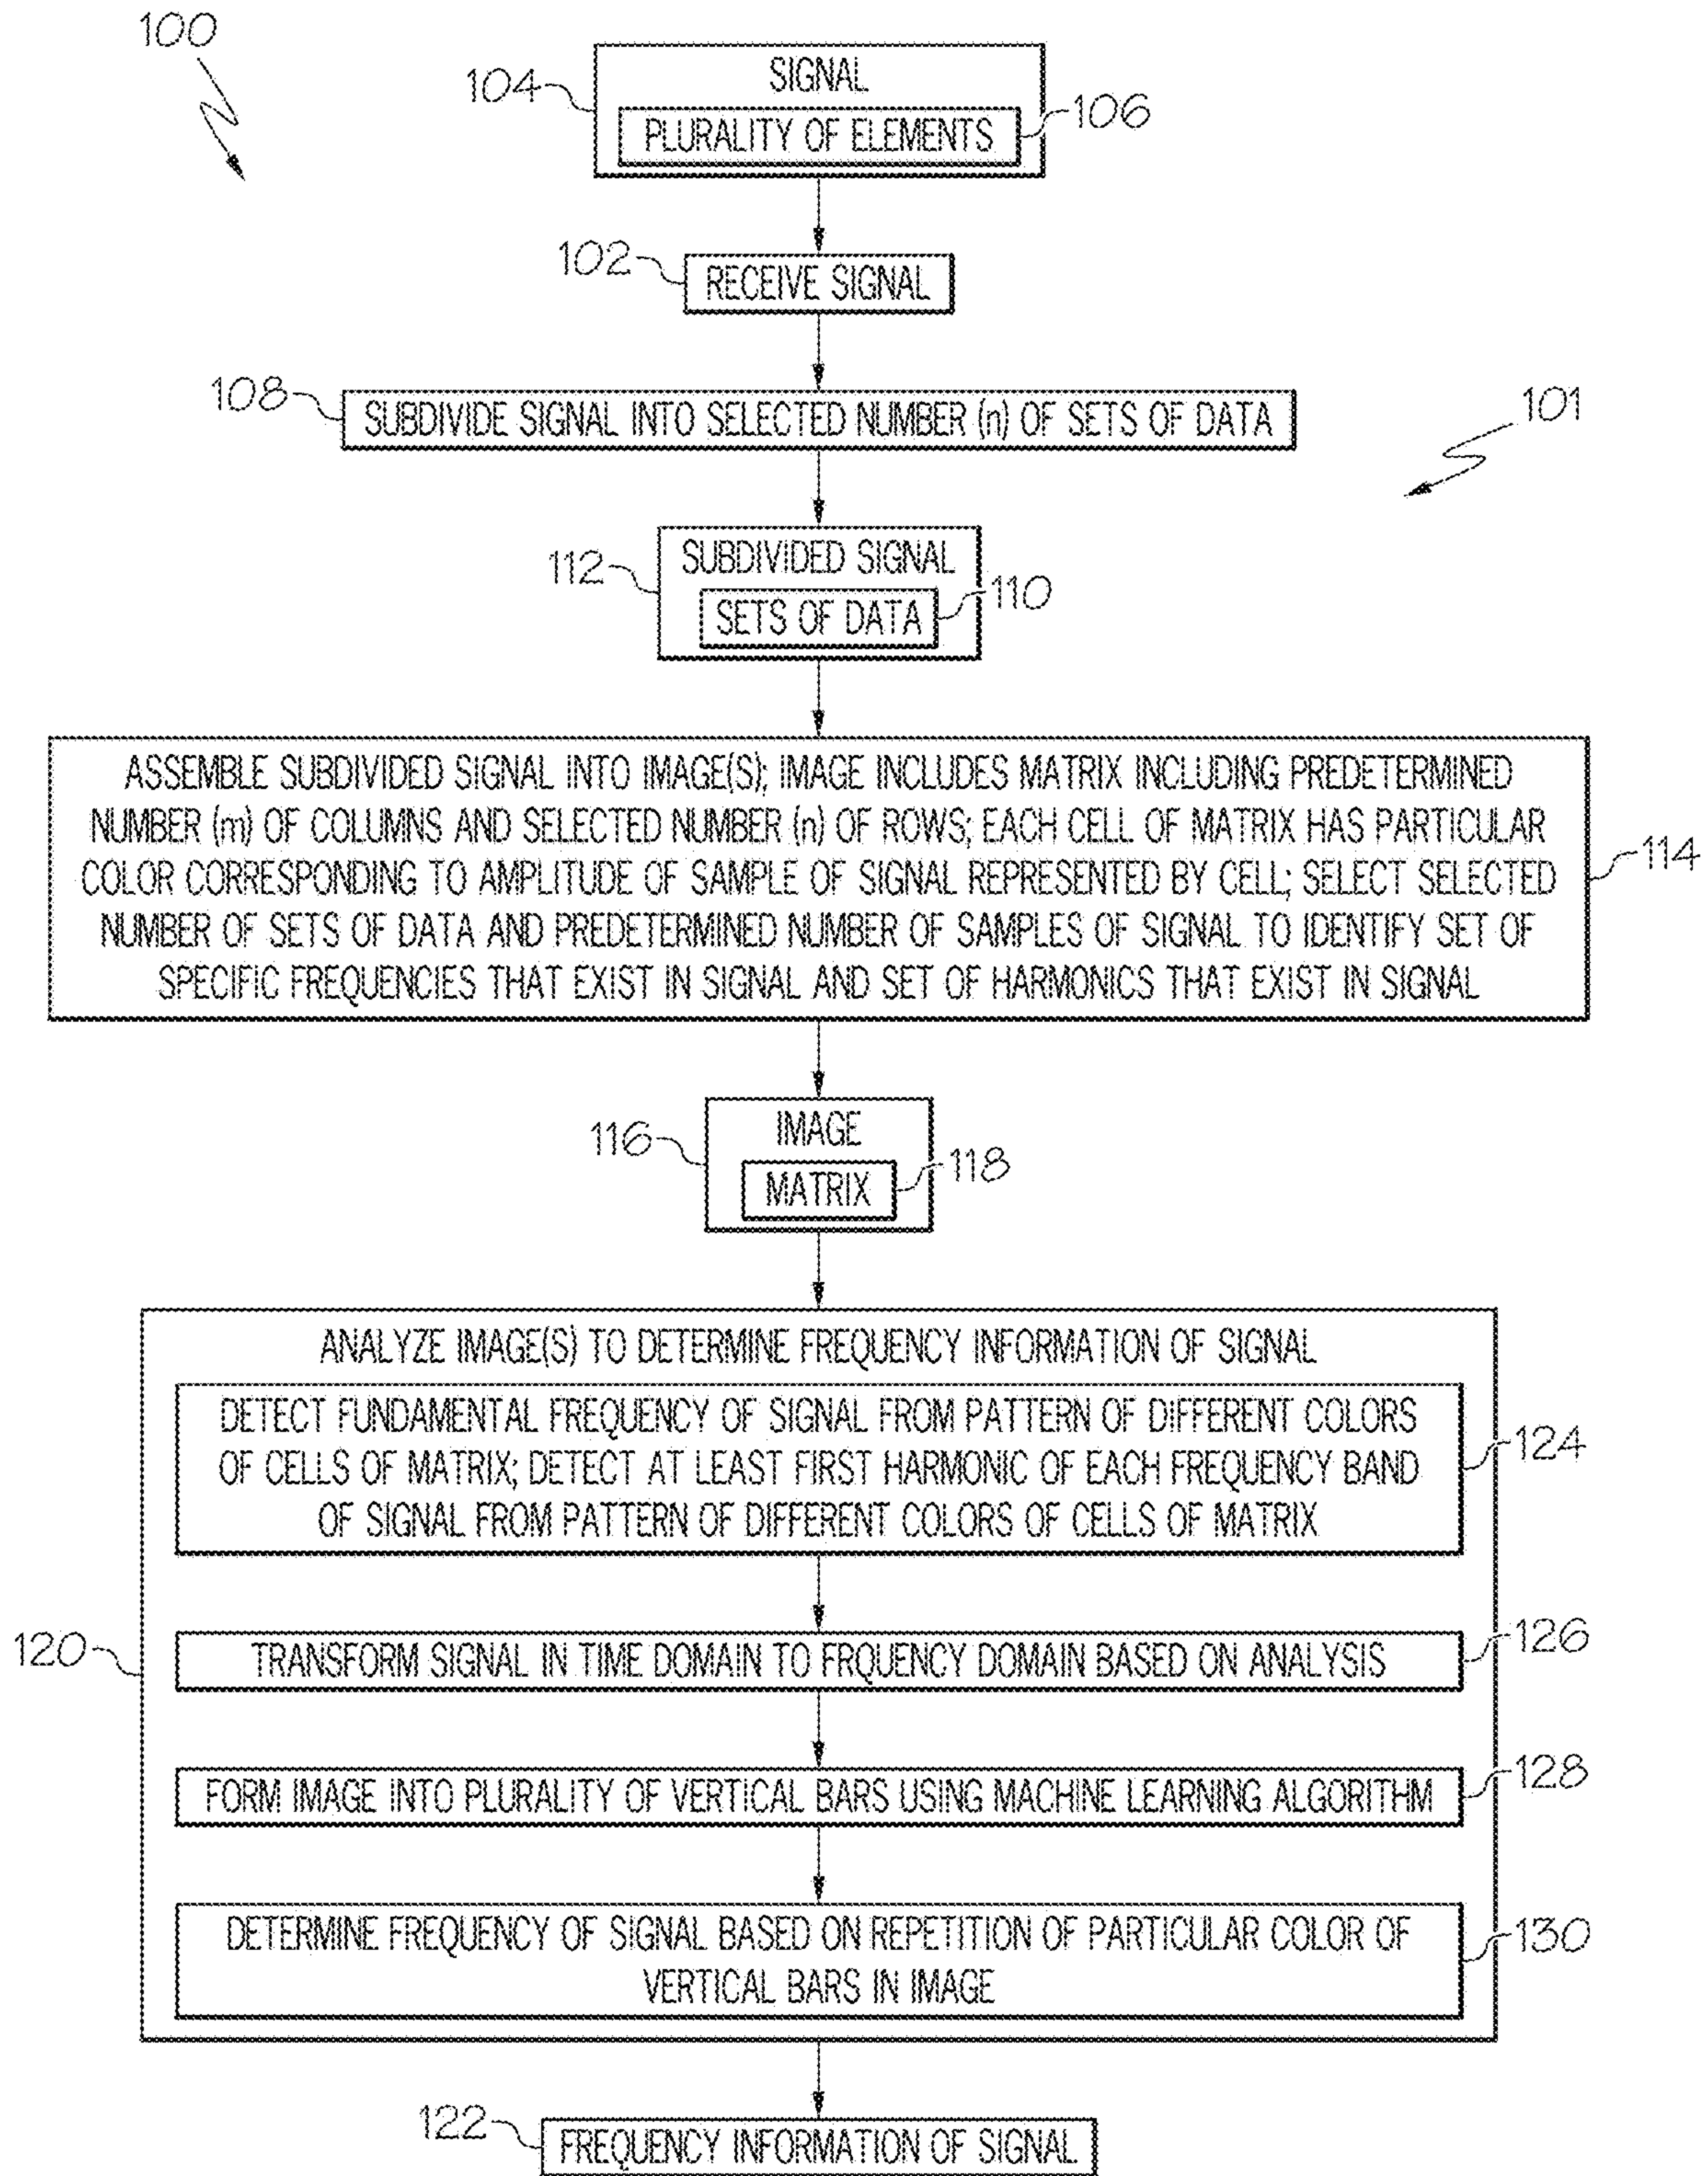 100
SIGNAL
104
PLURALITY OF ELEMENTS
106
102
RECEIVE SIGNAL
108
SUBDIVIDE SIGNAL INTO SELECTED NUMBER (n) OF SETS OF DATA
101
112
SUBDIVIDED SIGNAL
SETS OF DATA
110
ASSEMBLE SUBDIVIDED SIGNAL INTO IMAGE(S); IMAGE INCLUDES MATRIX INCLUDING PREDETERMINED
NUMBER (m) OF COLUMNS AND SELECTED NUMBER (n) OF ROWS; EACH CELL OF MATRIX HAS PARTICULAR
COLOR CORRESPONDING TO AMPLITUDE OF SAMPLE OF SIGNAL REPRESENTED BY CELL; SELECT SELECTED
NUMBER OF SETS OF DATA AND PREDETERMINED NUMBER OF SAMPLES OF SIGNAL TO IDENTIFY SET OF
SPECIFIC FREQUENCIES THAT EXIST IN SIGNAL AND SET OF HARMONICS THAT EXIST IN SIGNAL
114
116
IMAGE
MATRIX
118
ANALYZE IMAGE(S) TO DETERMINE FREQUENCY INFORMATION OF SIGNAL
DETECT FUNDAMENTAL FREQUENCY OF SIGNAL FROM PATTERN OF DIFFERENT COLORS
OF CELLS OF MATRIX; DETECT AT LEAST FIRST HARMONIC OF EACH FREQUENCY BAND
OF SIGNAL FROM PATTERN OF DIFFERENT COLORS OF CELLS OF MATRIX
124
120
TRANSFORM SIGNAL IN TIME DOMAIN TO FRQUENCY DOMAIN BASED ON ANALYSIS
126
FORM IMAGE INTO PLURALITY OF VERTICAL BARS USING MACHINE LEARNING ALGORITHM
128
DETERMINE FREQUENCY OF SIGNAL BASED ON REPETITION OF PARTICULAR COLOR OF
VERTICAL BARS IN IMAGE
130
122
FREQUENCY INFORMATION OF SIGNAL